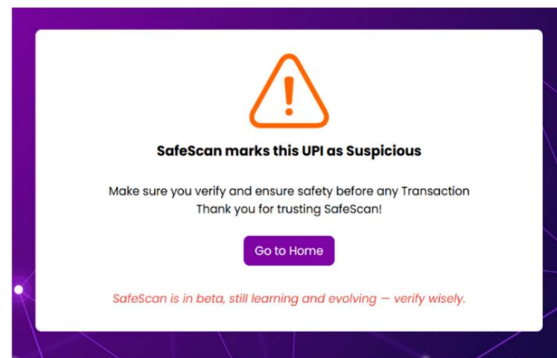 SafeScan marks this UPI as Suspicious
Make sure you verify and ensure safety before any Transaction
Thank you for trusting SafeScan!
Go to Home
SafeScan is in beta, still learning and evolving — verify wisely.